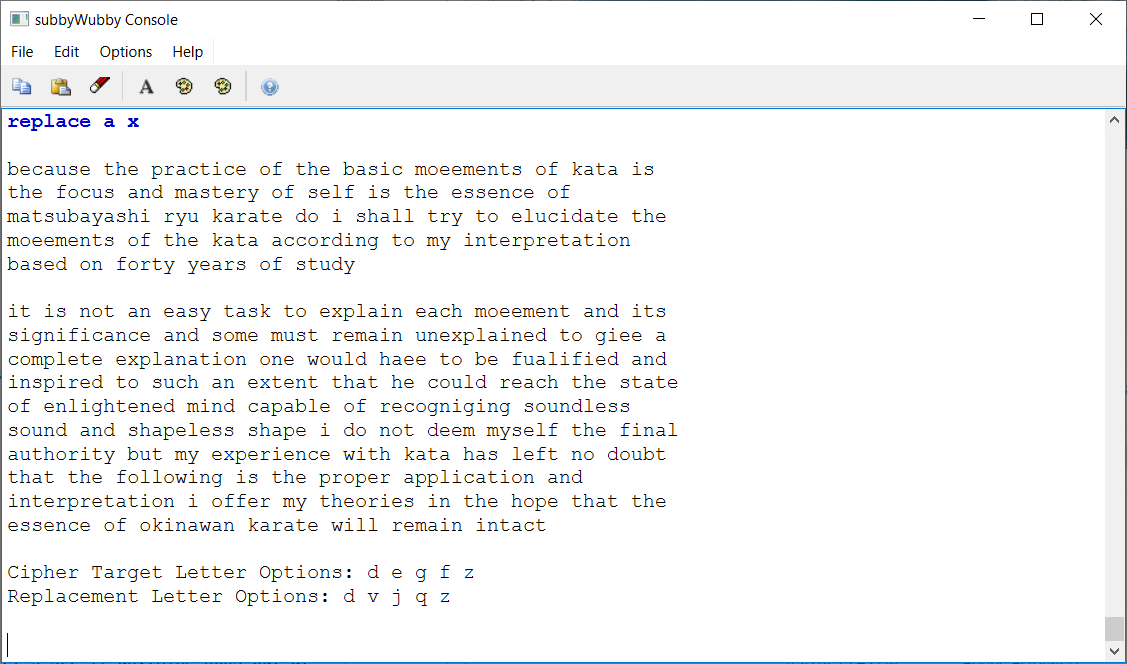 subbyWubby Console
File Edit Options Help
A
replace a x
because the practice of the basic moeements of kata is
the focus and mastery of self is the essence of
matsubayashi ryu karate do i shall try to elucidate the
moeements of the kata according to my interpretation
based on forty years of study
it is not an easy task to explain each moeement and its
significance and some must remain unexplained to giee a
complete explanation one would haee to be fualified and
inspired to such an extent that he could reach the state
of enlightened mind capable of recogniging soundless
sound and shapeless shape i do not deem myself the final
authority but my experience with kata has left no doubt
that the following is the proper application and
interpretation i offer my theories in the hope that the
essence of okinawan karate will remain intact
Cipher Target Letter Options: d e g f z
Replacement Letter Options: d v j q z